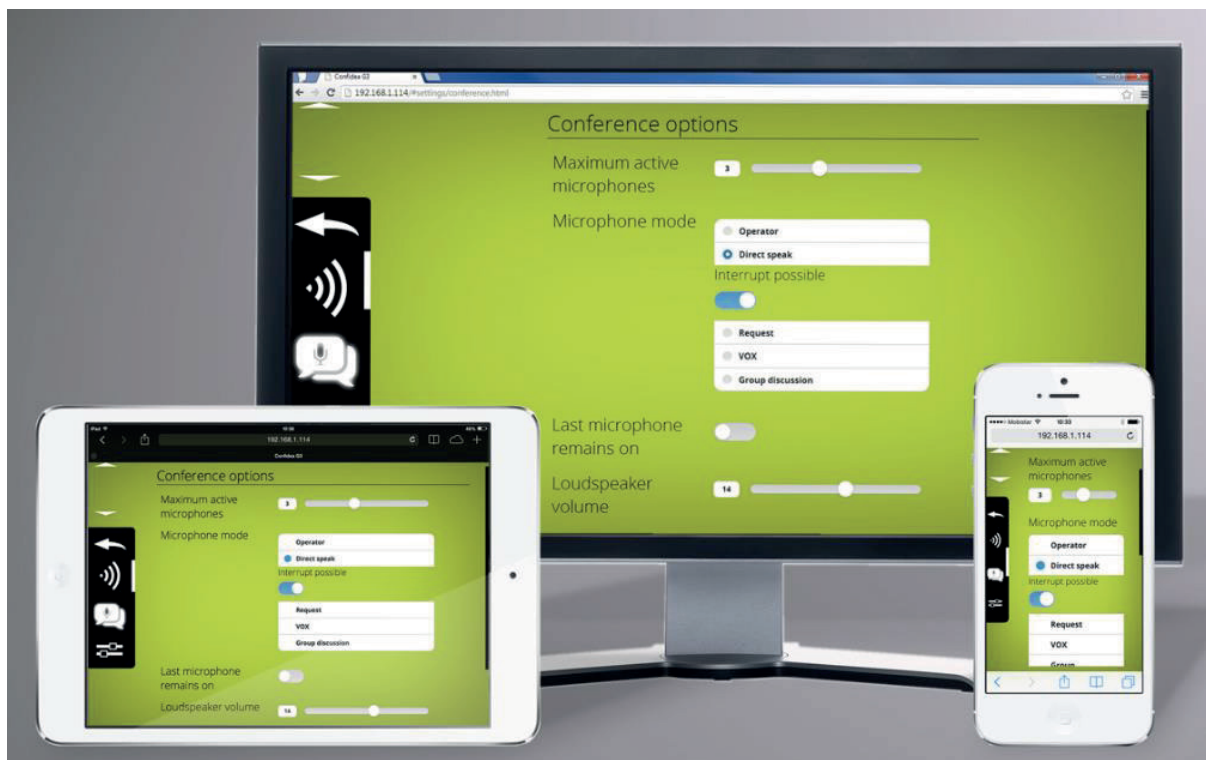 Confidea G3
192.168.1.114/#settings/conference.html
Conference options
Maximum active
microphones
3
Microphone mode
Operator
Direct speak
Interrupt possible
Request
VOX
Group discussion
Last microphone
remains on
Loudspeaker
volume
14
iPad
10:30
192.168.1.114
Confidea G3
Conference options
Maximum active
microphones
3
Microphone mode
Operator
Direct speak
Interrupt possible
Request
VOX
Group discussion
Last microphone
remains on
Loudspeaker volume
14
Mobistar
10:30
192.168.1.114
Maximum active
microphones
3
Microphone mode
Operator
Direct speak
Interrupt possible
Request
VOX
Group